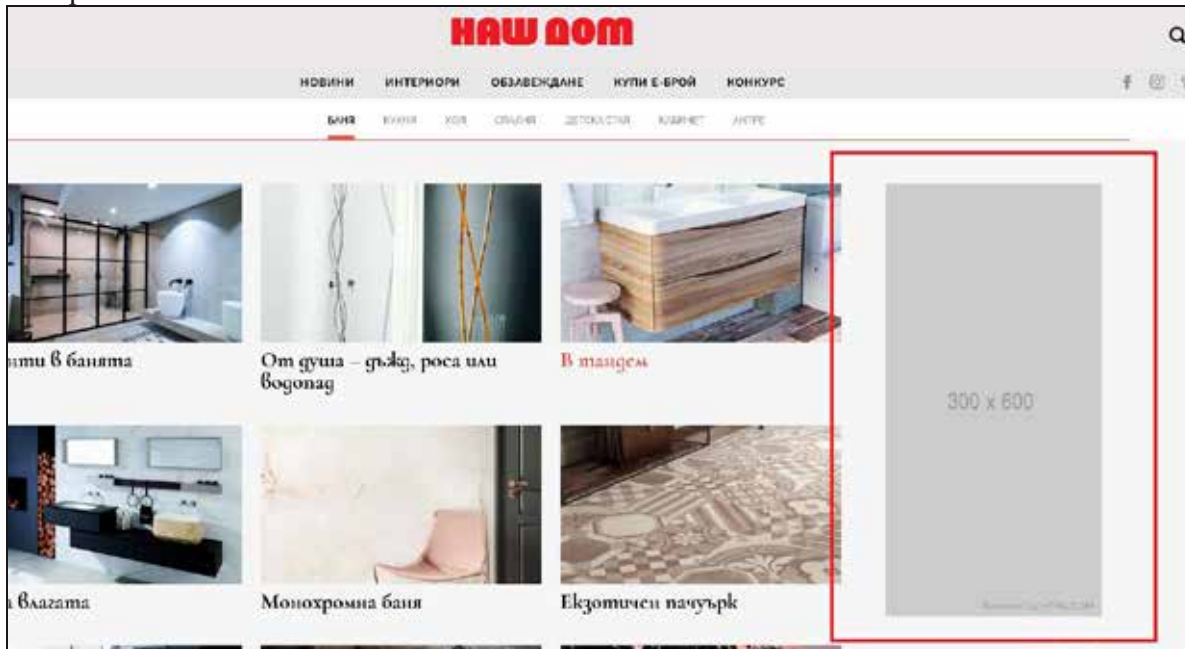 НАШ ДОМ
НОВИНИ ИНТЕРИОРИ ОБЗАВЕЖДАНЕ КУПИ Е-БРОЙ КОНКУРС
БАНЯ КУХНЯ ХОЛ СПАЛНЯ ДЕТСКА СТАЯ КАБИНЕТ АНТРЕ
в банята
От душа – дъжд, роса или
водопад
В тандем
300 x 600
влагата
Монохромна баня
Екзотичен пачуърк